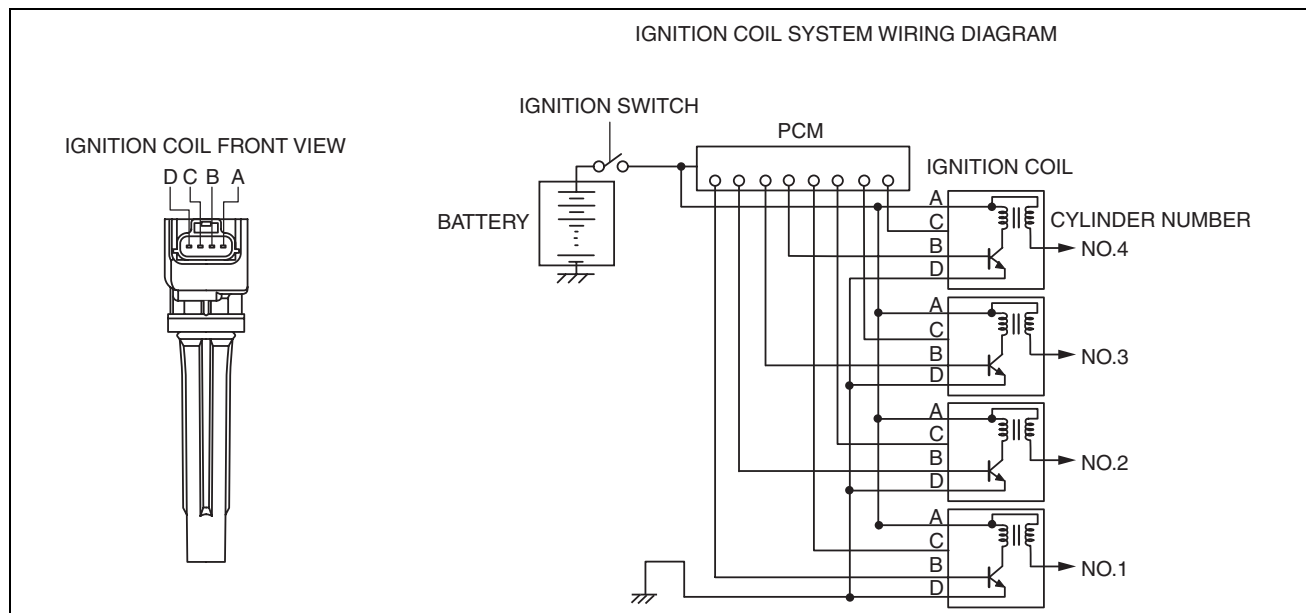 IGNITION COIL SYSTEM WIRING DIAGRAM
IGNITION SWITCH
PCM
IGNITION COIL FRONT VIEW
D C B A
IGNITION COIL
BATTERY
CYLINDER NUMBER
A
C
B
D
NO.4
A
C
B
D
NO.3
A
C
B
D
NO.2
A
C
B
D
NO.1